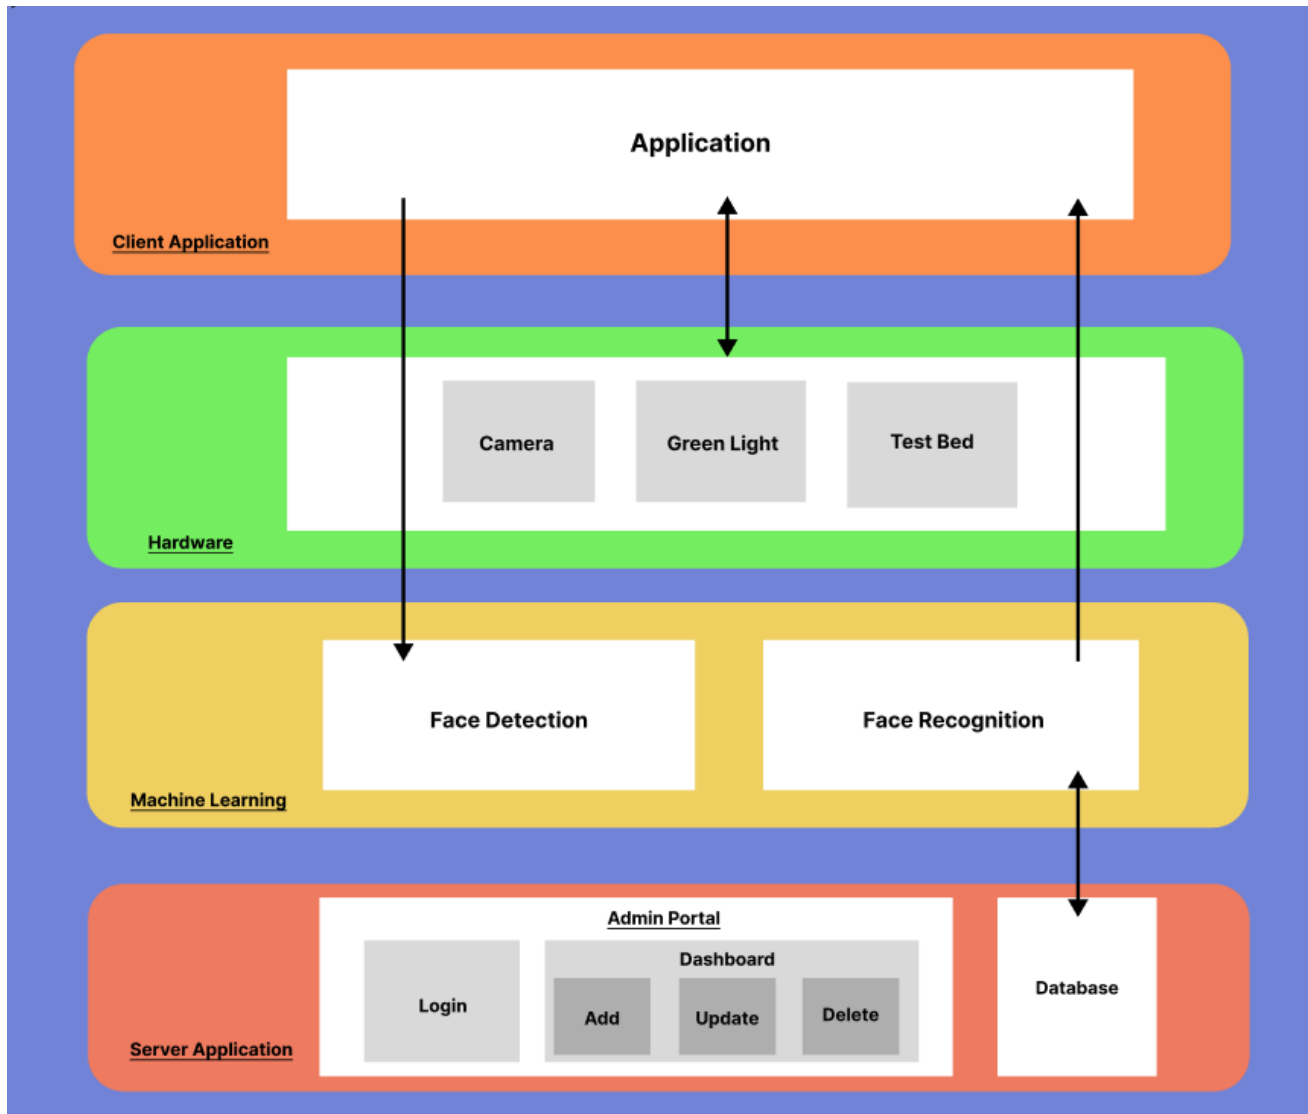 Application
Client Application
Camera
Green Light
Test Bed
Hardware
Face Detection
Face Recognition
Machine Learning
Admin Portal
Dashboard
Login
Add
Update
Delete
Database
Server Application